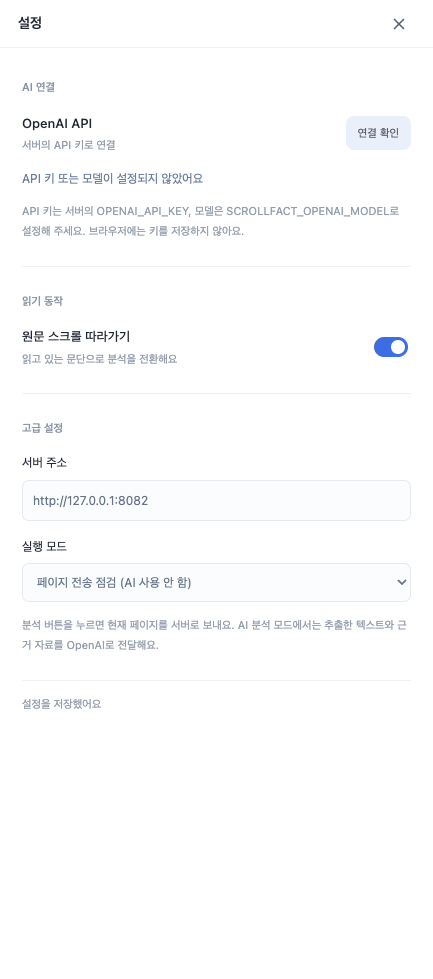 설정
AI 연결
OpenAI API
서버의 API 키로 연결
연결 확인
API 키 또는 모델이 설정되지 않았어요
API 키는 서버의 OPENAI_API_KEY, 모델은 SCROLLFACT_OPENAI_MODEL로
설정해 주세요. 브라우저에는 키를 저장하지 않아요.
읽기 동작
원문 스크롤 따라가기
읽고 있는 문단으로 분석을 전환해요
고급 설정
서버 주소
http://127.0.0.1:8082
실행 모드
페이지 전송 점검 (AI 사용 안 함)
분석 버튼을 누르면 현재 페이지를 서버로 보내요. AI 분석 모드에서는 추출한 텍스트와 근
거 자료를 OpenAI로 전달해요.
설정을 저장했어요